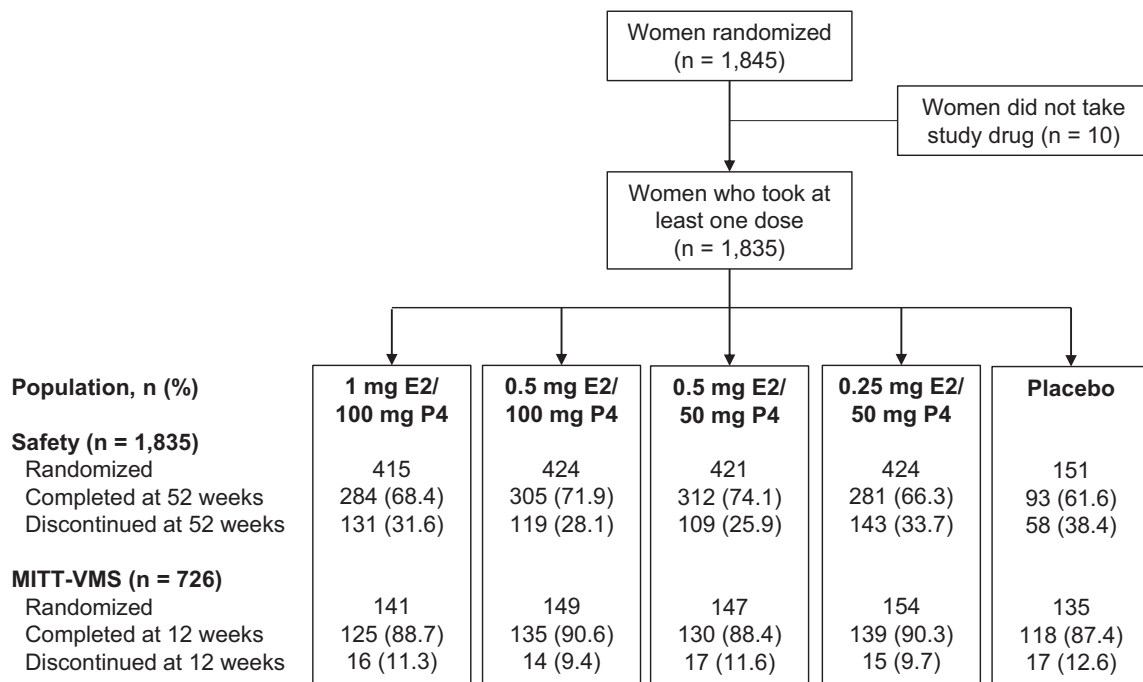 Women randomized
(n = 1,845)
Women did not take
study drug (n = 10)
Women who took at
least one dose
(n = 1,835)
Population, n (%) 1 mg E2/ 0.5 mg E2/ 0.5 mg E2/ 0.25 mg E2/ Placebo
100 mg P4 100 mg P4 50 mg P4 50 mg P4
Safety (n = 1,835)
Randomized 415 424 421 424 151
Completed at 52 weeks 284 (68.4) 305 (71.9) 312 (74.1) 281 (66.3) 93 (61.6)
Discontinued at 52 weeks 131 (31.6) 119 (28.1) 109 (25.9) 143 (33.7) 58 (38.4)
MITT-VMS (n = 726)
Randomized 141 149 147 154 135
Completed at 12 weeks 125 (88.7) 135 (90.6) 130 (88.4) 139 (90.3) 118 (87.4)
Discontinued at 12 weeks 16 (11.3) 14 (9.4) 17 (11.6) 15 (9.7) 17 (12.6)